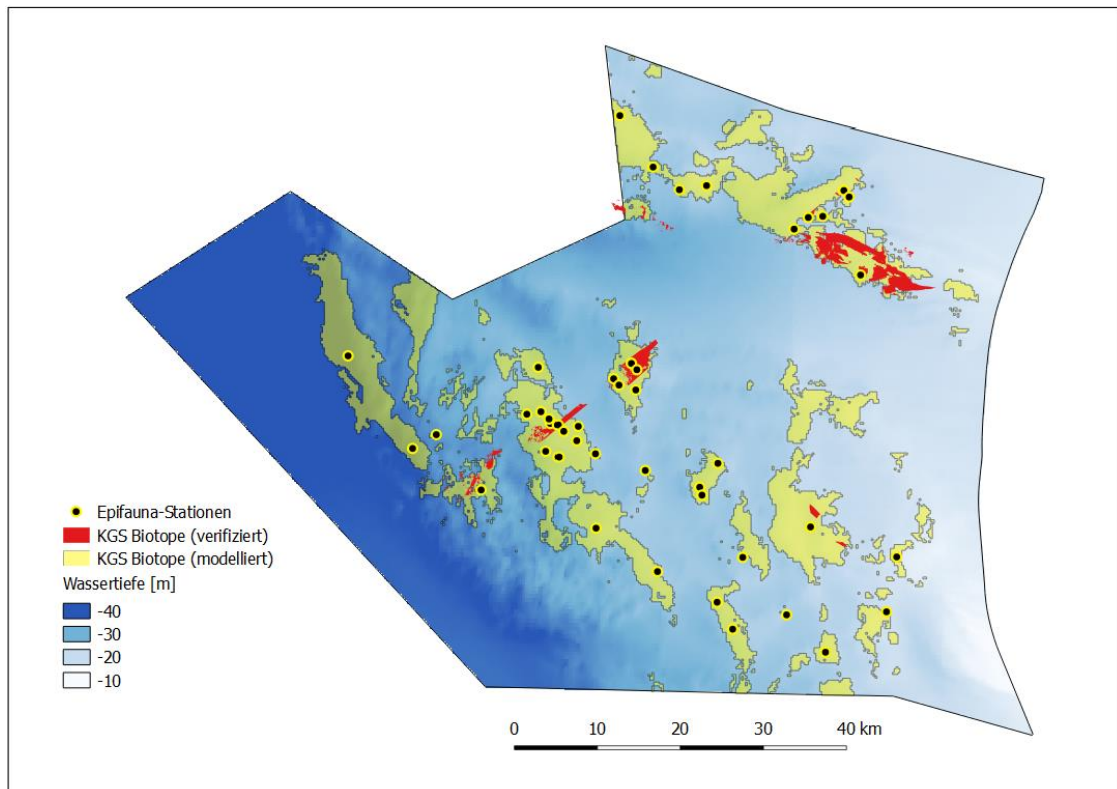 Epifauna-Stationen
KGS Biotope (verifiziert)
KGS Biotope (modelliert)
Wassertiefe [m]
-40
-30
-20
-10
0 10 20 30 40 km